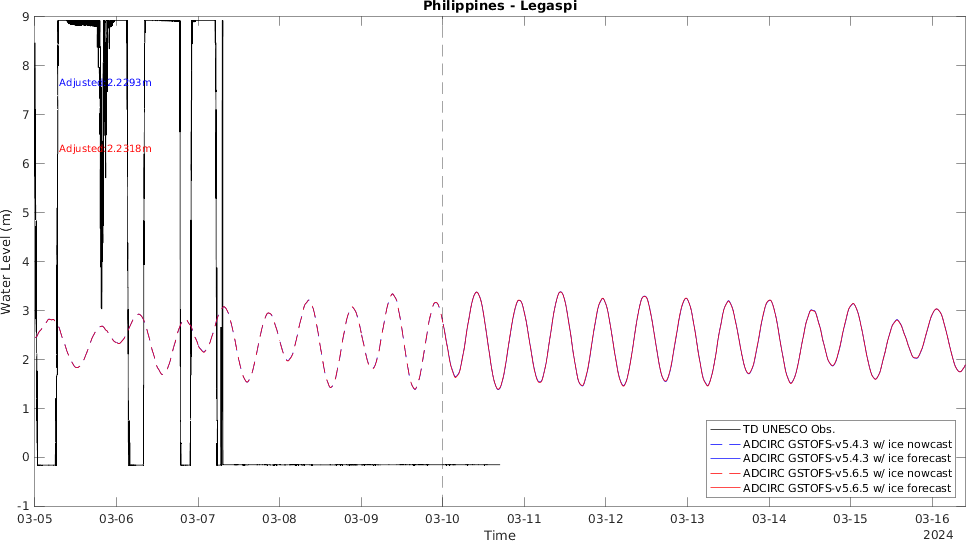 Philippines - Legaspi
9
8
7
6
5
4
3
2
1
0
-1
Water Level (m)
Adjusted 2.2293m
Adjusted 2.2318m
TD UNESCO Obs.
ADCIRC GSTOFS-v5.4.3 w/ ice nowcast
ADCIRC GSTOFS-v5.4.3 w/ ice forecast
ADCIRC GSTOFS-v5.6.5 w/ ice nowcast
ADCIRC GSTOFS-v5.6.5 w/ ice forecast
03-05 03-06 03-07 03-08 03-09 03-10 03-11 03-12 03-13 03-14 03-15 03-16
2024
Time